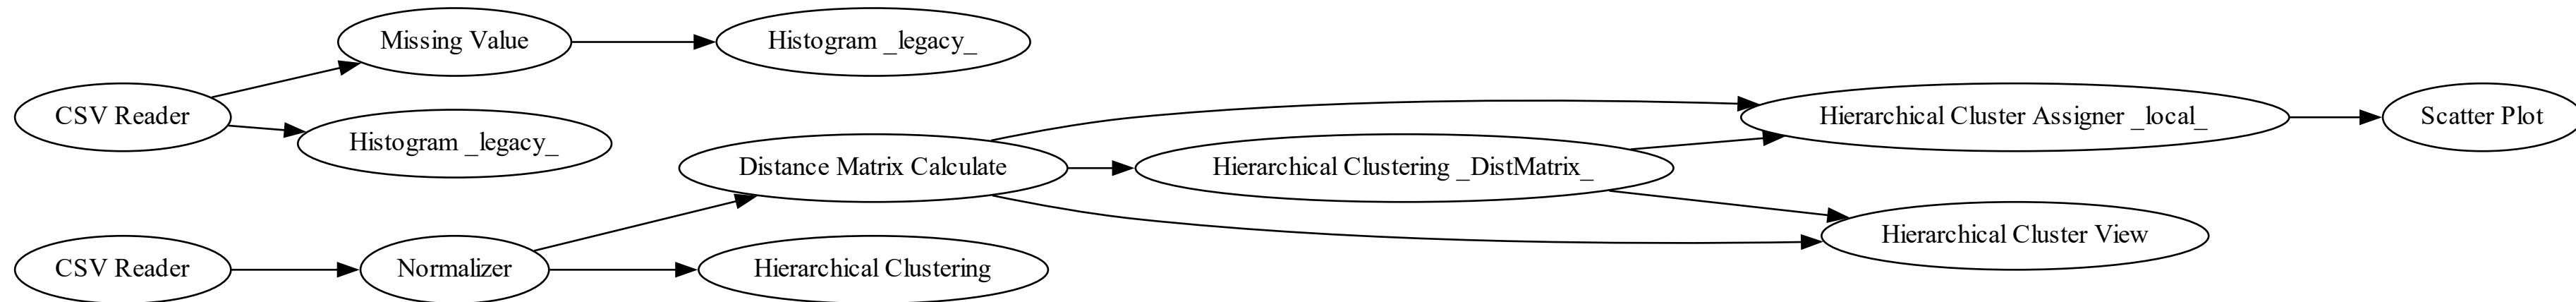 Missing Value
Histogram _legacy_
CSV Reader
Histogram _legacy_
Hierarchical Cluster Assigner _local_
Scatter Plot
Distance Matrix Calculate
Hierarchical Clustering _DistMatrix_
Hierarchical Cluster View
CSV Reader
Normalizer
Hierarchical Clustering